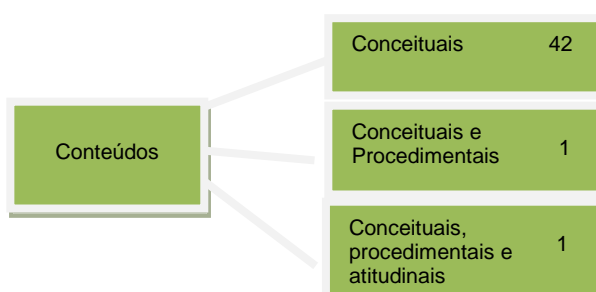 Conteúdos
Conceituais 42
Conceituais e
Procedimentais 1
Conceituais,
procedimentais e 1
atitudinais